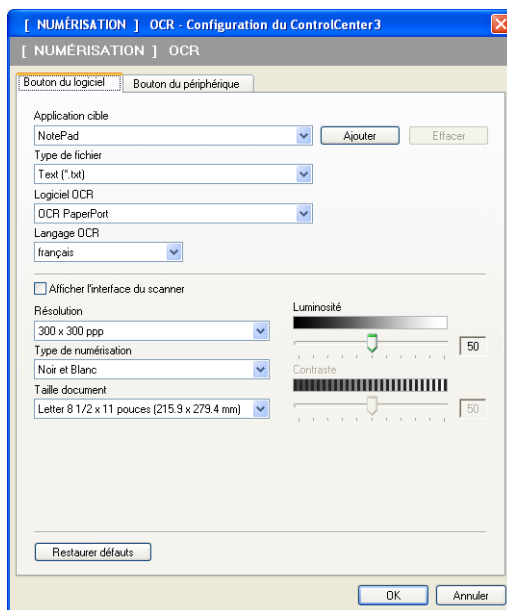 [ NUMÉRISATION ] OCR - Configuration du ControlCenter3
[ NUMÉRISATION ] OCR
Bouton du logiciel Bouton du périphérique
Application cible
NotePad Ajouter Effacer
Type de fichier
Text (*.txt)
Logiciel OCR
OCR PaperPort
Langage OCR
français
Afficher l'interface du scanner
Résolution Luminosité
300 x 300 ppp 50
Type de numérisation
Noir et Blanc Contraste
Taille document
Letter 8 1/2 x 11 pouces (215.9 x 279.4 mm) 50
Restaurer défauts
OK Annuler